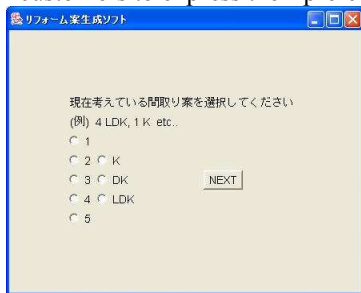 リフォーム案生成ソフト
現在考えている間取り案を選択してください
(例) 4 LDK, 1 K etc..
1
2 K
3 DK
NEXT
4 LDK
5